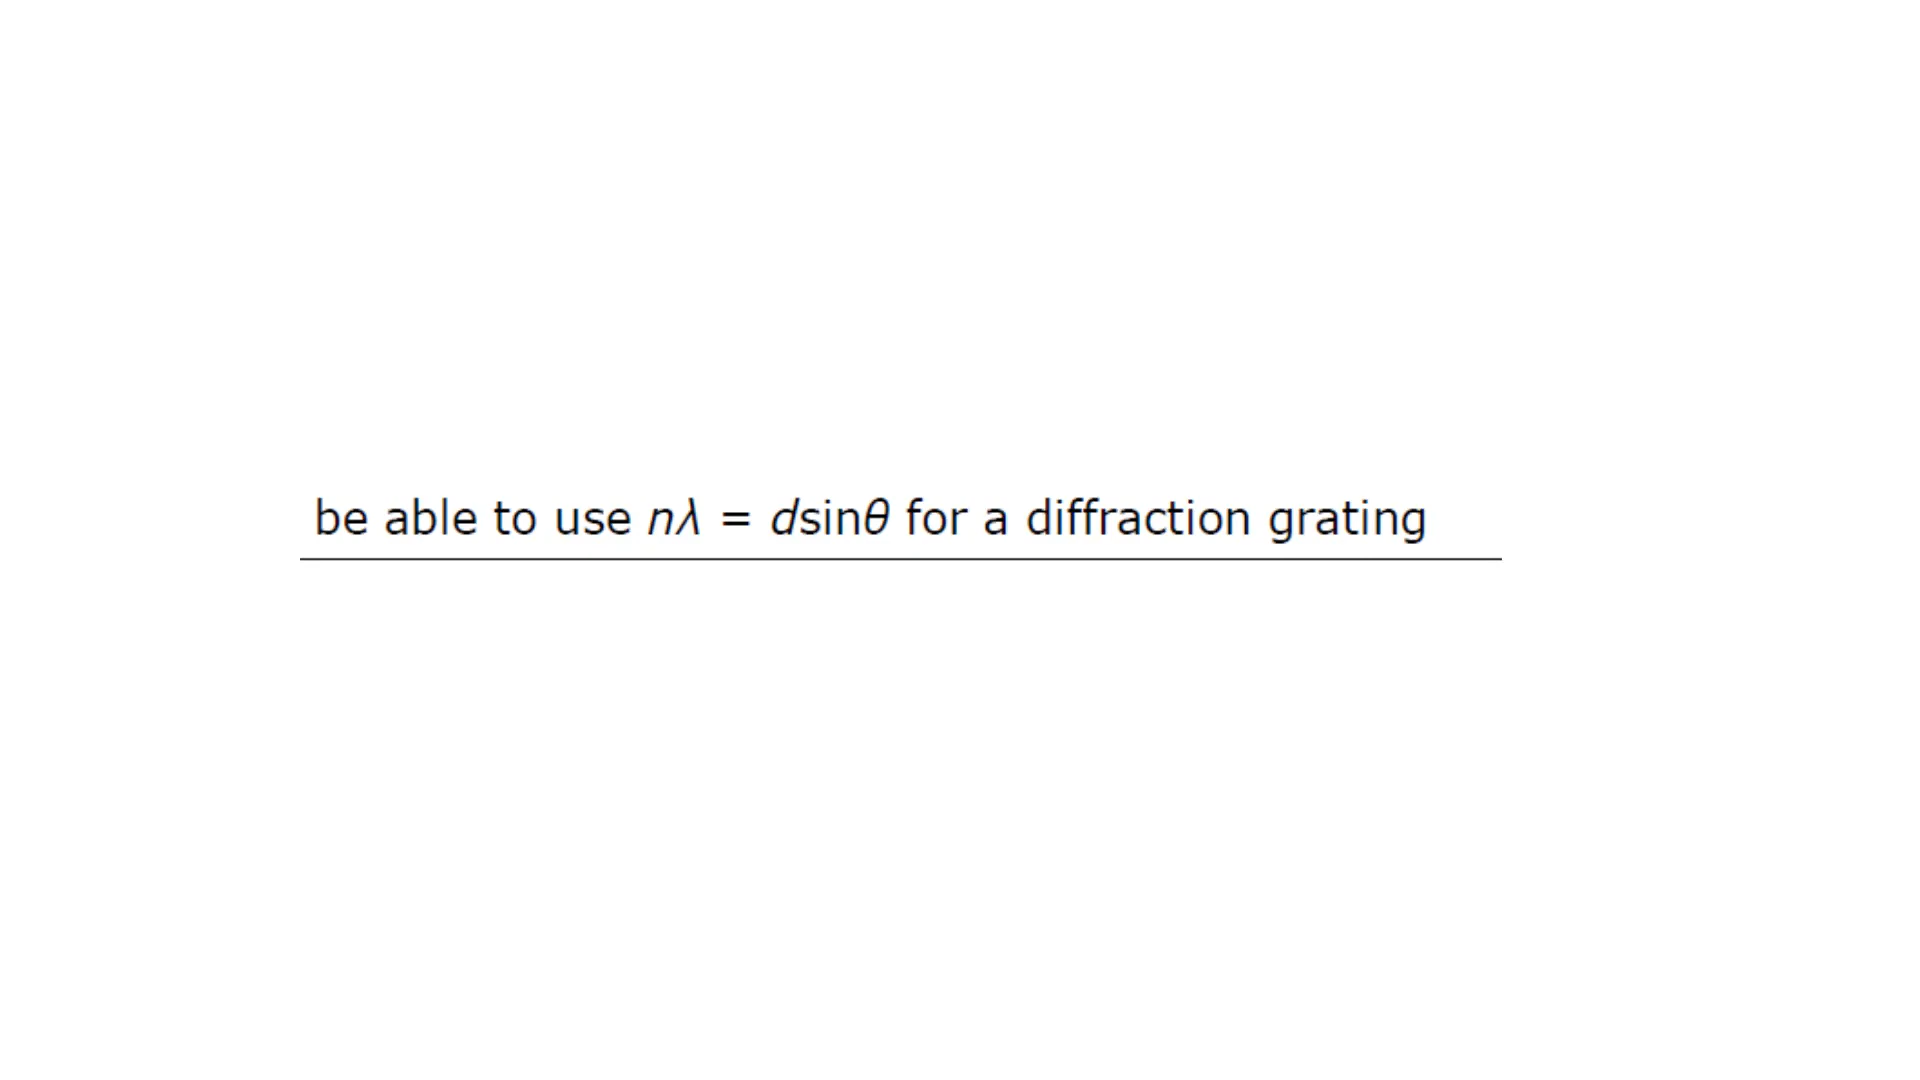 be able to use nλ = dsinθ for a diffraction grating